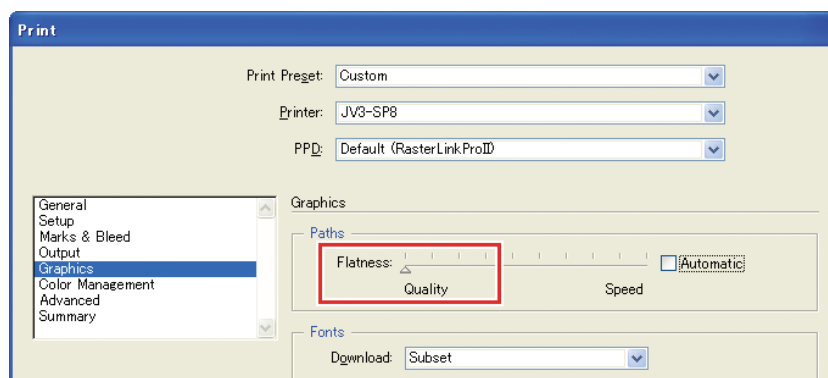 Print
Print Preset: Custom
Printer: JV3-SP8
PPD: Default (RasterLinkProII)
General
Setup
Marks & Bleed
Output
Graphics
Color Management
Advanced
Summary
Graphics
Paths
Flatness:
Automatic
Quality
Speed
Fonts
Download: Subset